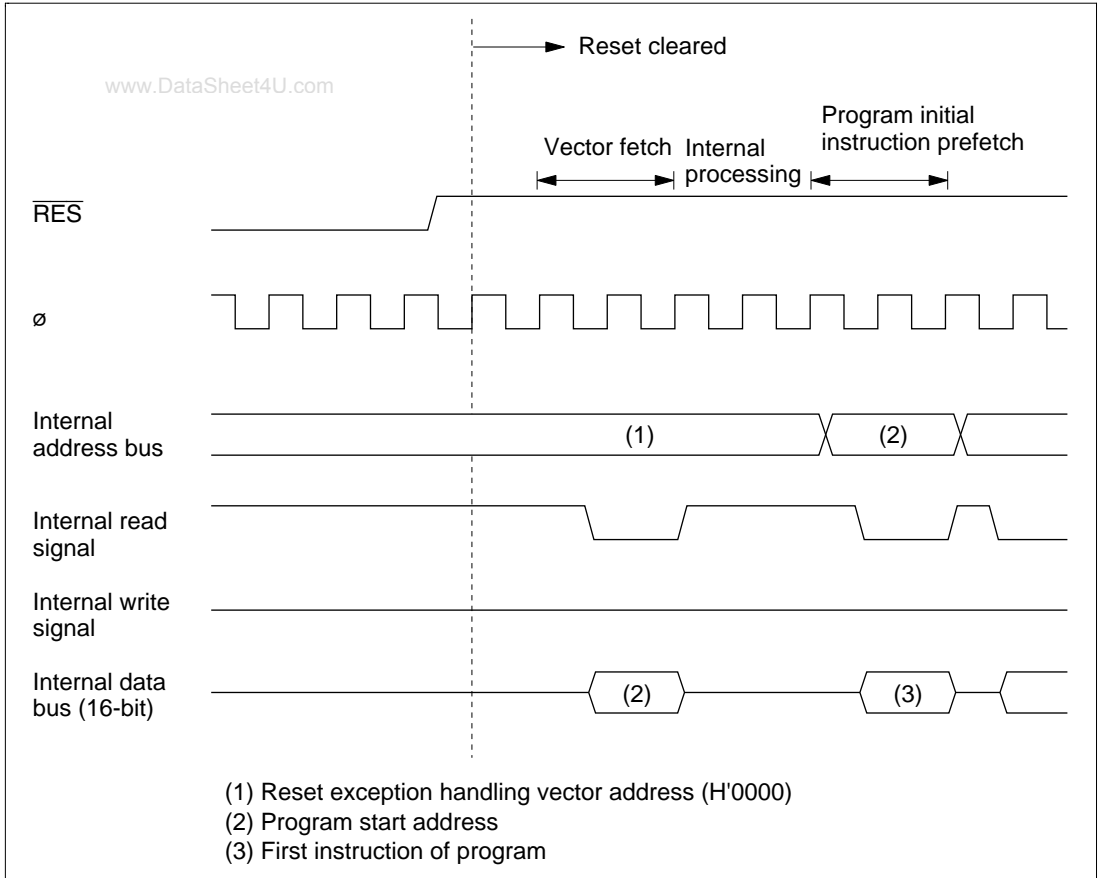 Reset cleared
www.DataSheet4U.com
Program initial
instruction prefetch
Vector fetch
Internal
processing
RES
ø
Internal
address bus
(1)
(2)
Internal read
signal
Internal write
signal
Internal data
bus (16-bit)
(2)
(3)
(1) Reset exception handling vector address (H'0000)
(2) Program start address
(3) First instruction of program